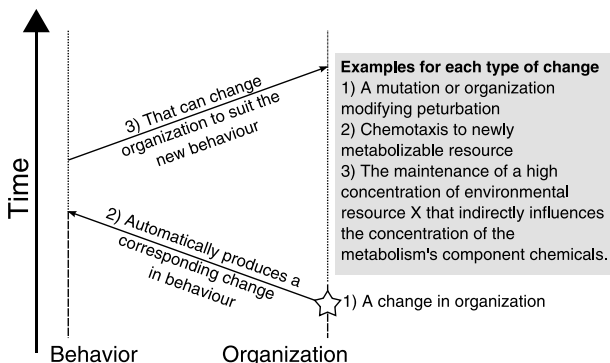 Time
3) That can change
organization to suit the
new behaviour
2) Automatically produces a
corresponding change
in behaviour
Examples for each type of change
1) A mutation or organization
modifying peturbation
2) Chemotaxis to newly
metabolizable resource
3) The maintenance of a high
concentration of environmental
resource X that indirectly influences
the concentration of the
metabolism's component chemicals.
1) A change in organization
Behavior
Organization